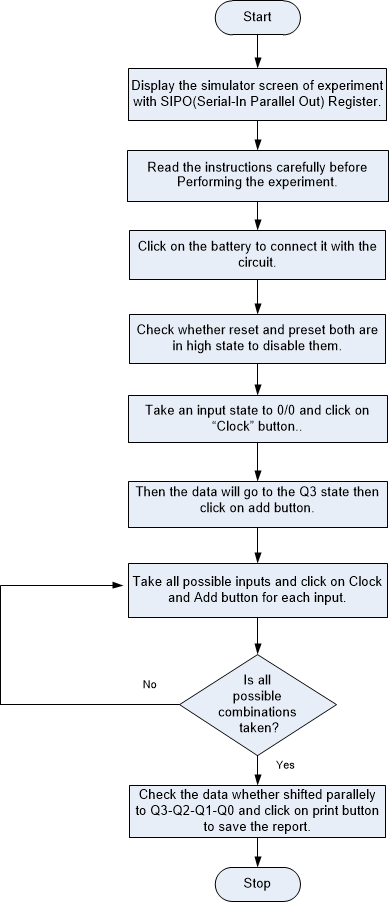 Start
Display the simulator screen of experiment
with SIPO(Serial-In Parallel Out) Register.
Read the instructions carefully before
Performing the experiment.
Click on the battery to connect it with the
circuit.
Check whether reset and preset both are
in high state to disable them.
Take an input state to 0/0 and click on
“Clock” button..
Then the data will go to the Q3 state then
click on add button.
Take all possible inputs and click on Clock
and Add button for each input.
Is all
possible
combinations
taken?
No
Yes
Check the data whether shifted parallely
to Q3-Q2-Q1-Q0 and click on print button
to save the report.
Stop